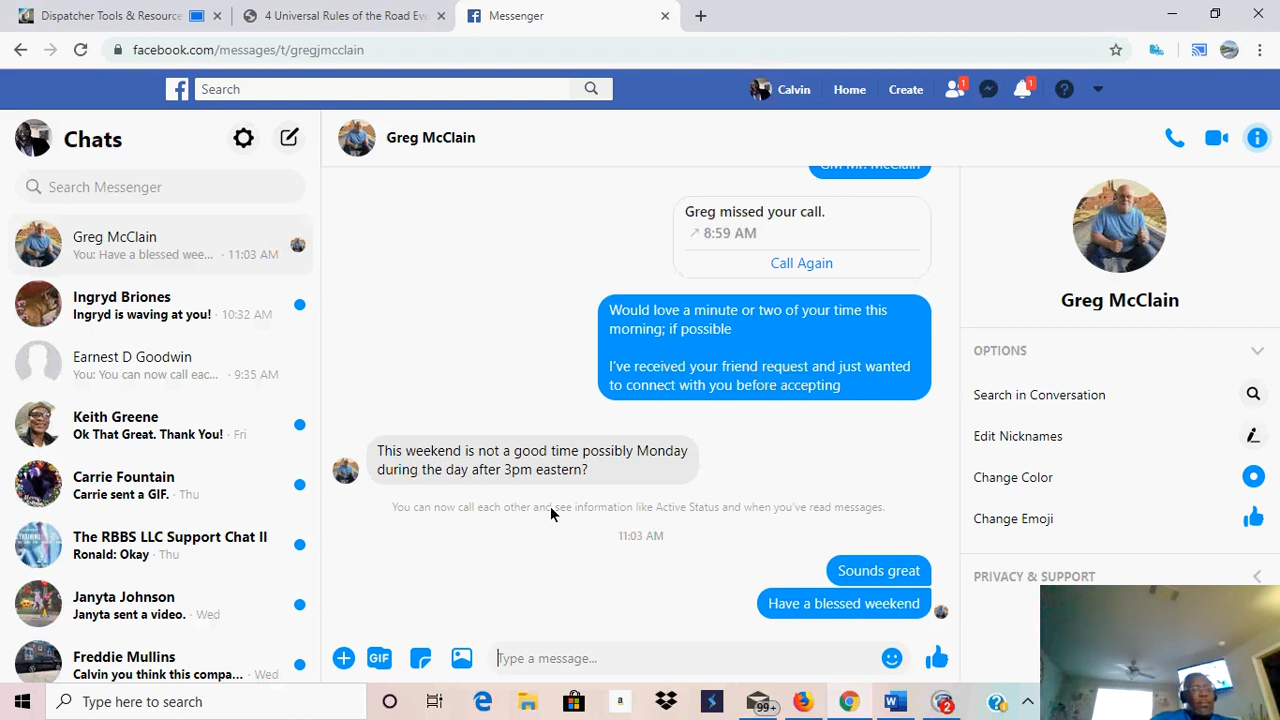 Dispatcher Tools & Resource
4 Universal Rules of the Road Eve
Messenger
facebook.com/messages/t/gregjmcclain
Search
Calvin
Home
Create
1
1
Chats
Search Messenger
Greg McClain
You: Have a blessed wee... · 11:03 AM
Ingryd Briones
Ingryd is waving at you! · 10:32 AM
Earnest D Goodwin
You: You can now call eac... · 9:35 AM
Keith Greene
Ok That Great. Thank You! · Fri
Carrie Fountain
Carrie sent a GIF. · Thu
The RBBS LLC Support Chat II
Ronald: Okay · Thu
Janyta Johnson
Janyta sent a video. · Wed
Freddie Mullins
Calvin you think this compa... · Wed
Greg McClain
GM Mr. McClain
Greg missed your call.
8:59 AM
Call Again
Would love a minute or two of your time this
morning; if possible
I've received your friend request and just wanted
to connect with you before accepting
This weekend is not a good time possibly Monday
during the day after 3pm eastern?
You can now call each other and see information like Active Status and when you've read messages.
11:03 AM
Sounds great
Have a blessed weekend
GIF
Type a message...
Greg McClain
OPTIONS
Search in Conversation
Edit Nicknames
Change Color
Change Emoji
PRIVACY & SUPPORT
Type here to search
99+
2